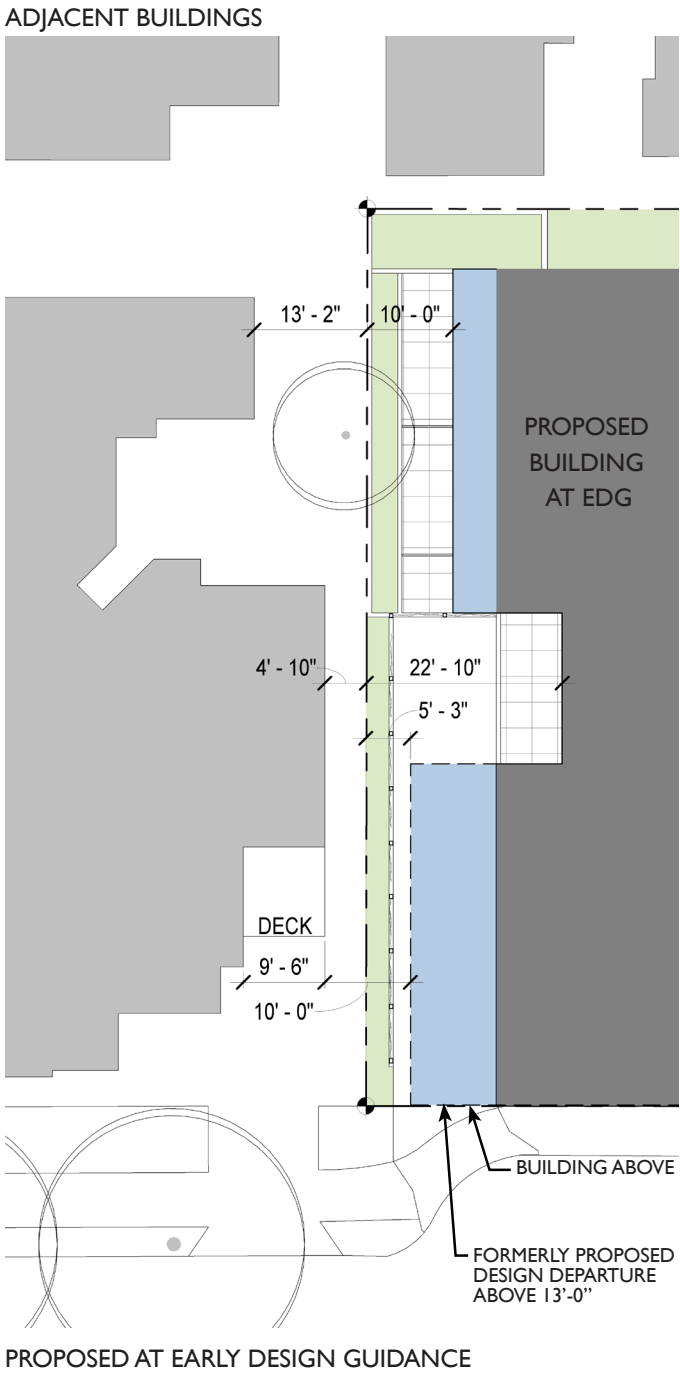 ADJACENT BUILDINGS
13' - 2"
10' - 0"
PROPOSED
BUILDING
AT EDG
4' - 10"
22' - 10"
5' - 3"
DECK
9' - 6"
10' - 0"
BUILDING ABOVE
FORMERLY PROPOSED
DESIGN DEPARTURE
ABOVE 13'-0”
PROPOSED AT EARLY DESIGN GUIDANCE